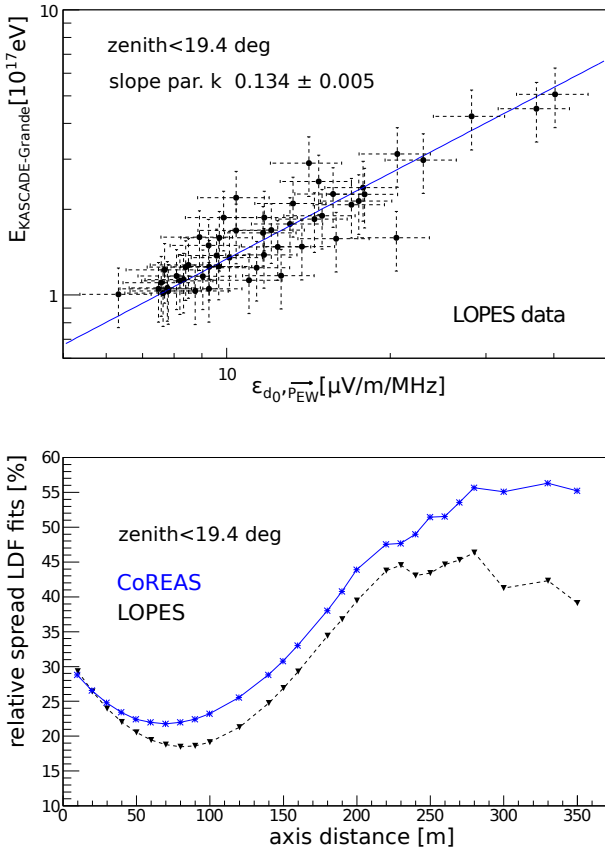 10
zenith<19.4 deg
slope par. k 0.134 ± 0.005
E_KASCADE-Grande[10^17eV]
1
LOPES data
10
ε_d₀,P_EW[μV/m/MHz]
60
55
50
45
40
35
30
25
20
15
10
relative spread LDF fits [%]
zenith<19.4 deg
CoREAS
LOPES
0 50 100 150 200 250 300 350
axis distance [m]